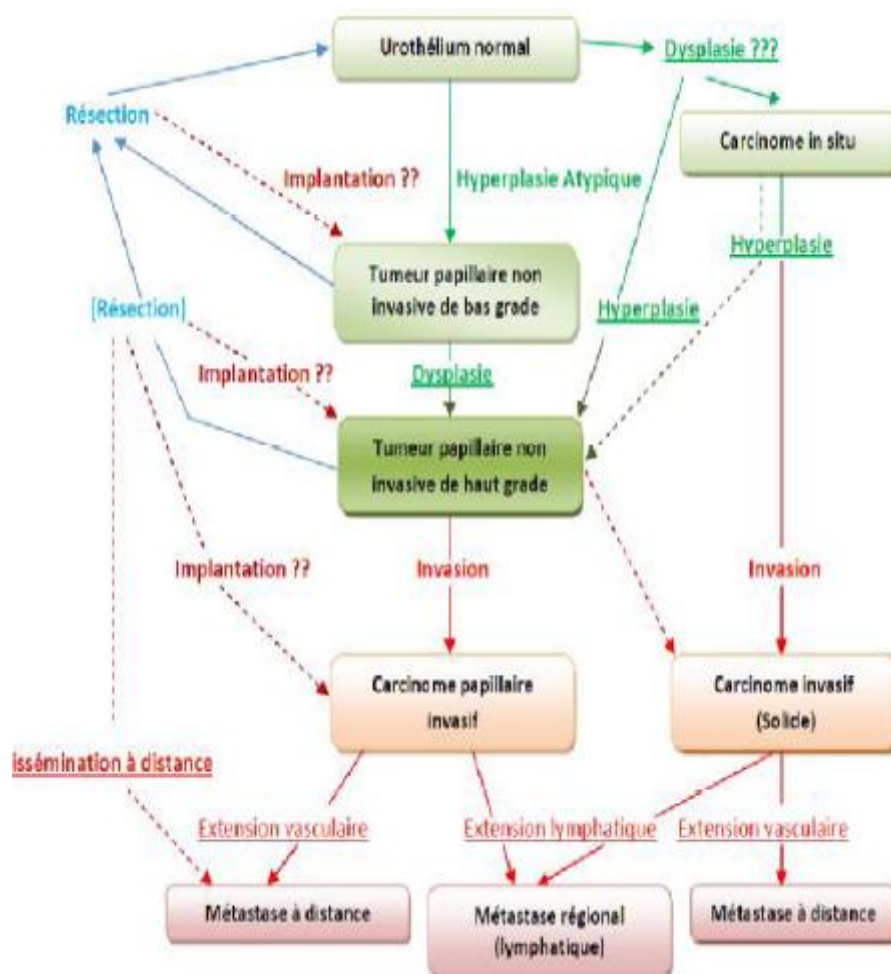 Urothélium normal
Dysplasie ???
Résection
Carcinome in situ
Implantation ??
Hyperplasie Atypique
Hyperplasie
Tumeur papillaire non
invasive de bas grade
(Résection)
Hyperplasie
Implantation ??
Dysplasie
Tumeur papillaire non
invasive de haut grade
Implantation ??
Invasion
Invasion
Carcinome papillaire
invasif
Carcinome invasif
(Solide)
issémination à distance
Extension vasculaire
Extension lymphatique
Extension vasculaire
Métastase à distance
Métastase régional
(lymphatique)
Métastase à distance